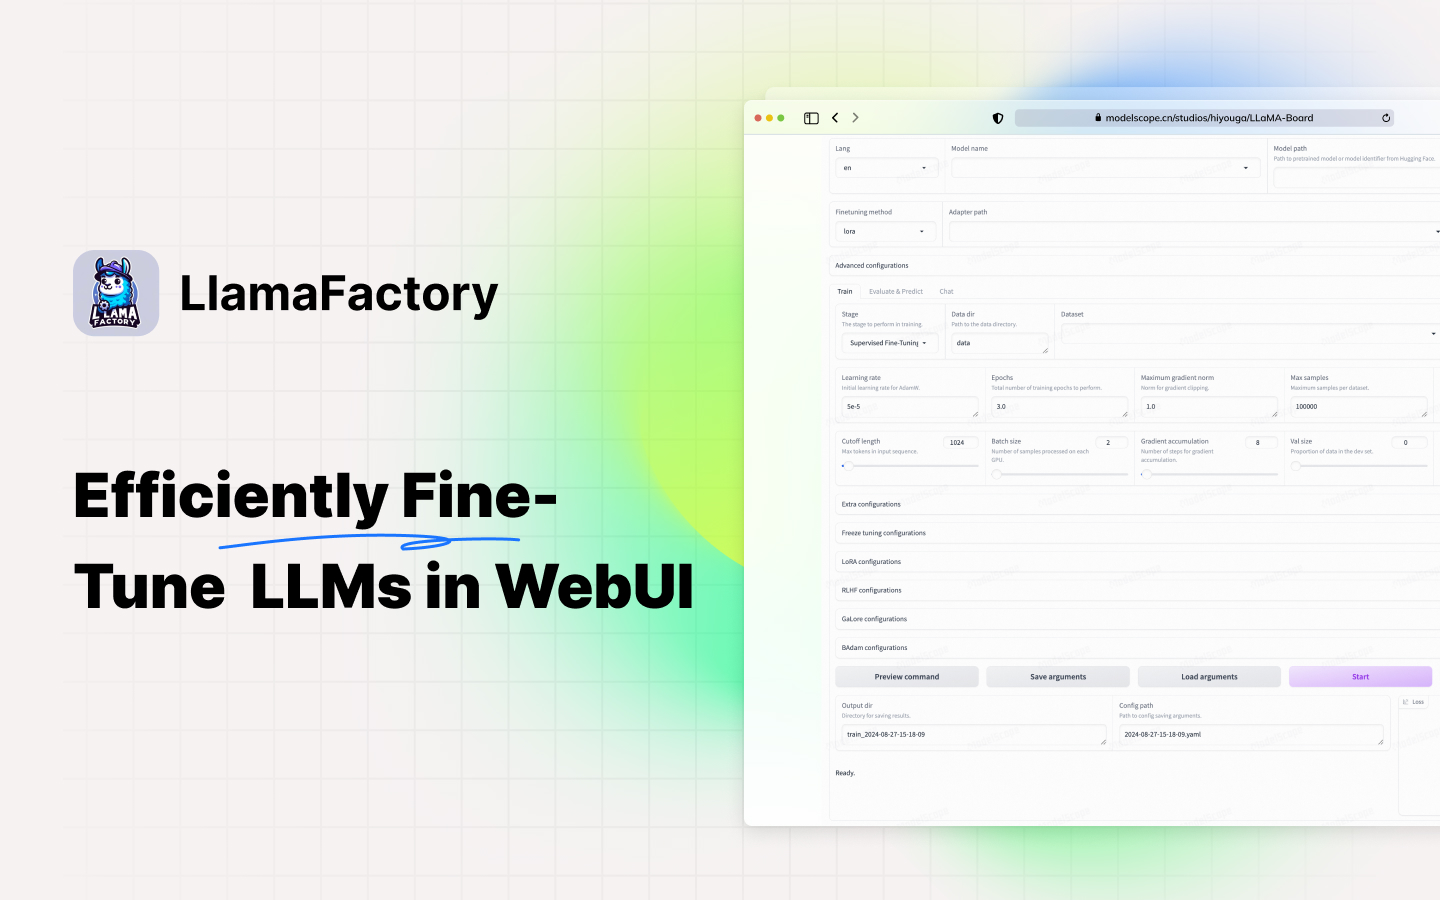 LLAMA
FACTORY
LlamaFactory
Efficiently Fine-
Tune LLMs in WebUI
modelscope.cn/studios/hiyouga/LLaMA-Board
Lang
en
Model name
Model path
Path to pretrained model or model identifier from Hugging Face.
Finetuning method
lora
Adapter path
Advanced configurations
Train Evaluate & Predict Chat
Stage
The stage to perform in training.
Supervised Fine-Tuning
Data dir
Path to the data directory.
data
Dataset
Learning rate
Initial learning rate for AdamW.
5e-5
Epochs
Total number of training epochs to perform.
3.0
Maximum gradient norm
Norm for gradient clipping.
1.0
Max samples
Maximum samples per dataset.
100000
Cutoff length 1024
Max tokens in input sequence.
Batch size 2
Number of samples processed on each
GPU.
Gradient accumulation 8
Number of steps for gradient
accumulation.
Val size 0
Proportion of data in the dev set.
Extra configurations
Freeze tuning configurations
LoRA configurations
RLHF configurations
GaLore configurations
BAdam configurations
Preview command Save arguments Load arguments Start
Output dir
Directory for saving results.
train_2024-08-27-15-18-09
Config path
Path to config saving arguments.
2024-08-27-15-18-09.yaml
Loss
Ready.